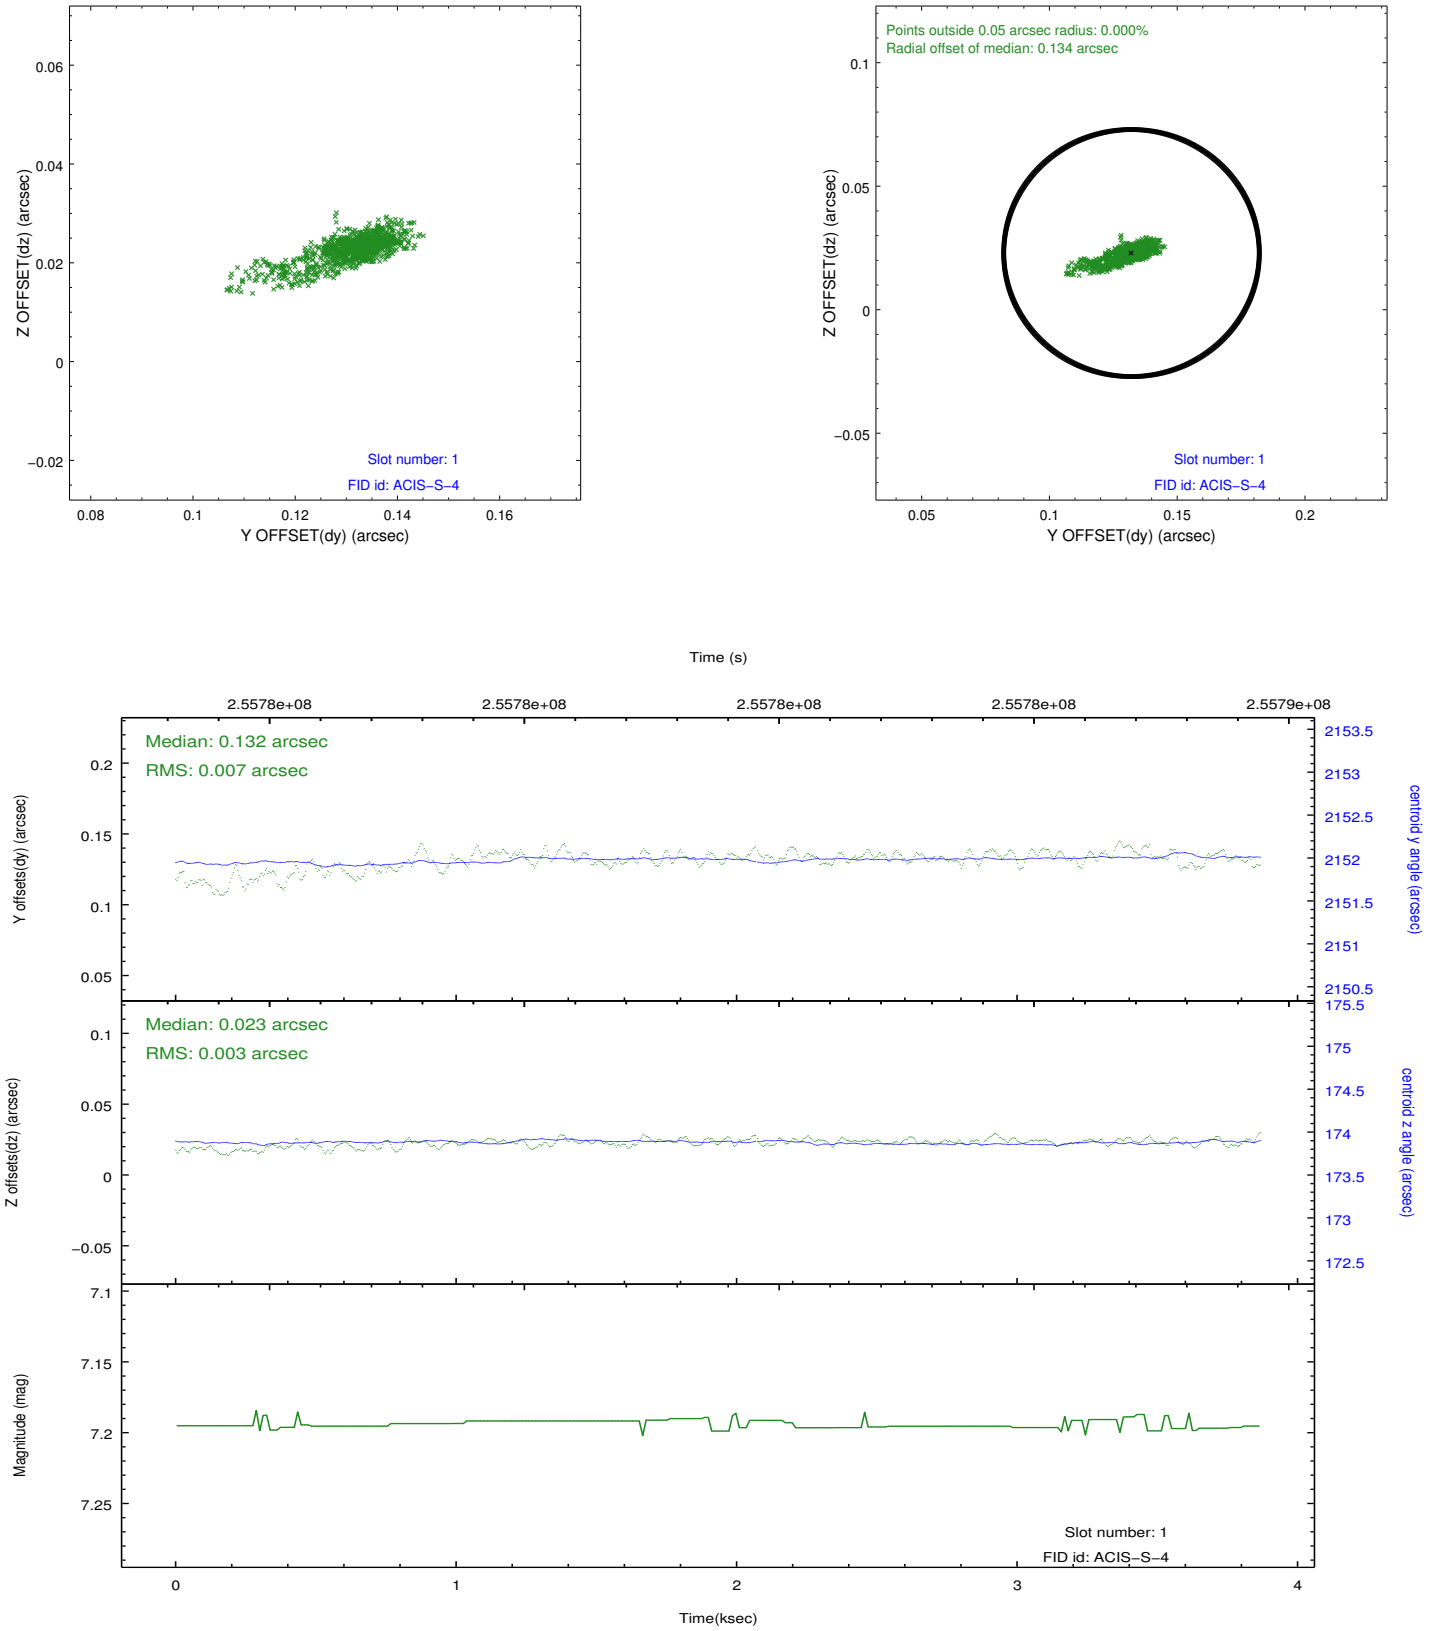 0.06
0.04
0.02
0
−0.02
Z OFFSET(dz) (arcsec)
Slot number: 1
FID id: ACIS−S−4
0.08 0.1 0.12 0.14 0.16
Y OFFSET(dy) (arcsec)
Points outside 0.05 arcsec radius: 0.000%
Radial offset of median: 0.134 arcsec
0.1
0.05
0
−0.05
Z OFFSET(dz) (arcsec)
Slot number: 1
FID id: ACIS−S−4
0.05 0.1 0.15 0.2
Y OFFSET(dy) (arcsec)
Time (s)
2.5578e+08 2.5578e+08 2.5578e+08 2.5578e+08 2.5579e+08
Median: 0.132 arcsec
RMS: 0.007 arcsec
0.2
0.15
0.1
0.05
Y offsets(dy) (arcsec)
2153.5
2153
2152.5
2152
2151.5
2151
2150.5
centroid y angle (arcsec)
Median: 0.023 arcsec
RMS: 0.003 arcsec
0.1
0.05
0
−0.05
Z offsets(dz) (arcsec)
175.5
175
174.5
174
173.5
173
172.5
centroid z angle (arcsec)
7.1
7.15
7.2
7.25
Magnitude (mag)
Slot number: 1
FID id: ACIS−S−4
0 1 2 3 4
Time(ksec)